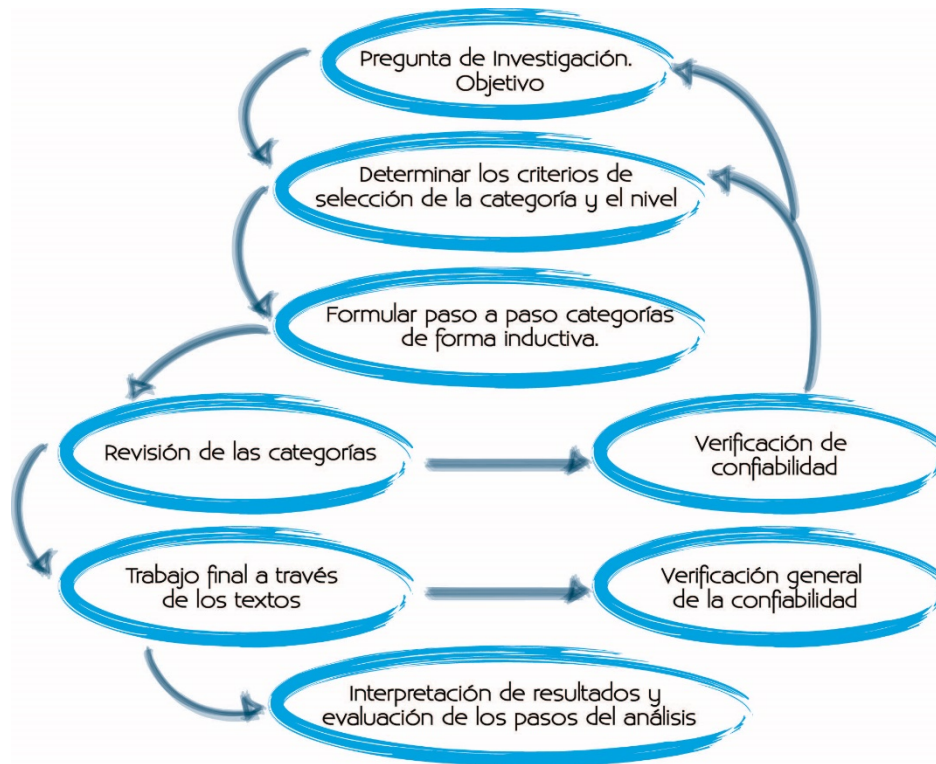 Pregunta de Investigación.
Objetivo
Determinar los criterios de
selección de la categoría y el nivel
Formular paso a paso categorías
de forma inductiva.
Revisión de las categorías
Verificación de
confiabilidad
Trabajo final a través
de los textos
Verificación general
de la confiabilidad
Interpretación de resultados y
evaluación de los pasos del análisis